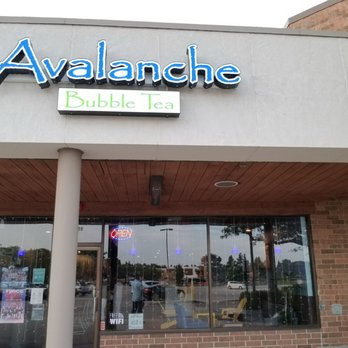 Avalanche
Bubble Tea
OPEN
WIFI